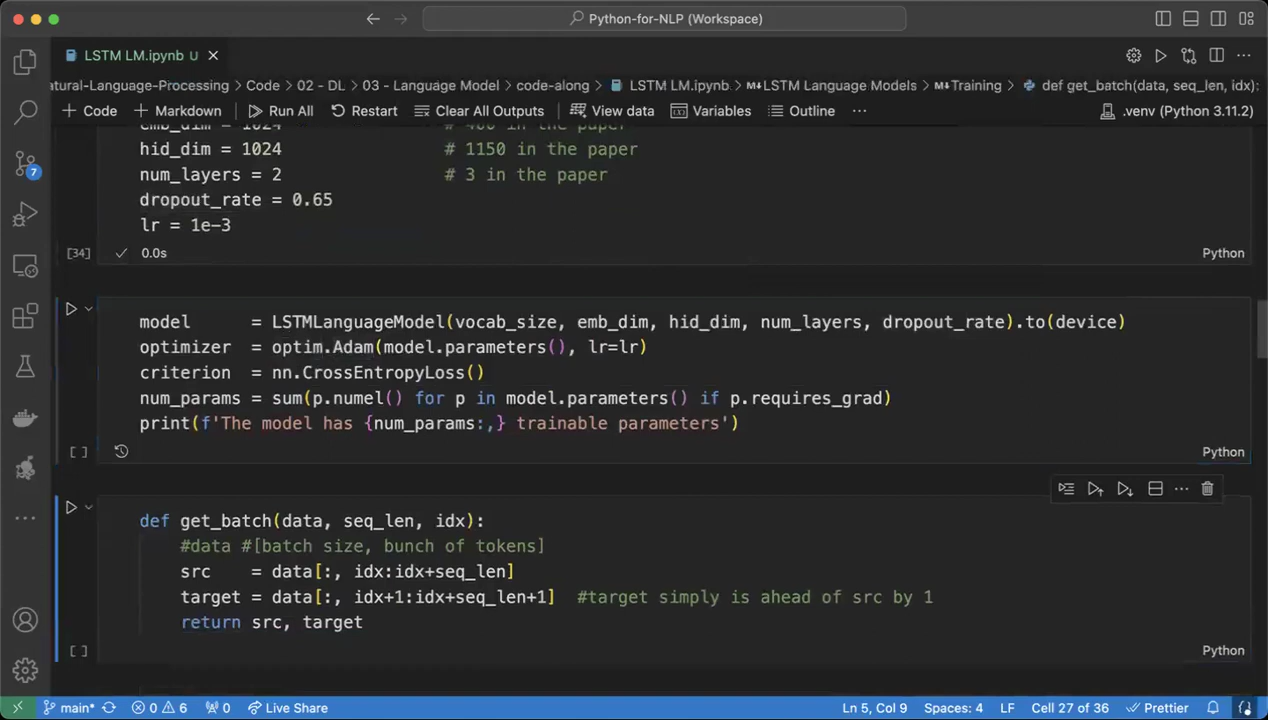 Python-for-NLP (Workspace)
LSTM LM.ipynb U
atural-Language-Processing > Code > 02 - DL > 03 - Language Model > code-along > LSTM LM.ipynb > M↓LSTM Language Models > M↓Training > def get_batch(data, seq_len, idx):
+ Code + Markdown Run All Restart Clear All Outputs View data Variables Outline ... .venv (Python 3.11.2)
emb_dim = 1024 # 400 in the paper
hid_dim = 1024 # 1150 in the paper
num_layers = 2 # 3 in the paper
dropout_rate = 0.65
lr = 1e-3
[34] 0.0s Python
model = LSTMLanguageModel(vocab_size, emb_dim, hid_dim, num_layers, dropout_rate).to(device)
optimizer = optim.Adam(model.parameters(), lr=lr)
criterion = nn.CrossEntropyLoss()
num_params = sum(p.numel() for p in model.parameters() if p.requires_grad)
print(f'The model has {num_params:,} trainable parameters')
[ ] Python
def get_batch(data, seq_len, idx):
#data #[batch size, bunch of tokens]
src = data[:, idx:idx+seq_len]
target = data[:, idx+1:idx+seq_len+1] #target simply is ahead of src by 1
return src, target
[ ] Python
7
main* 0 6 0 Live Share Ln 5, Col 9 Spaces: 4 LF Cell 27 of 36 Prettier